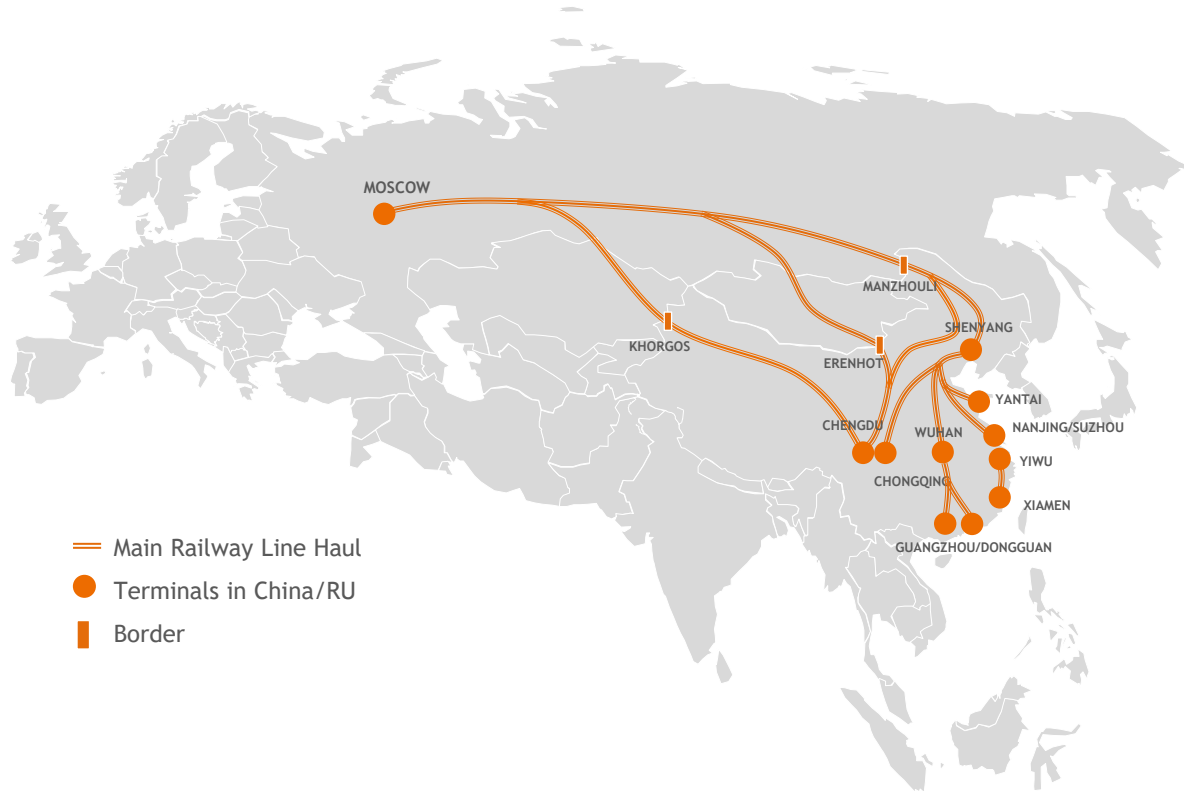 MOSCOW
MANZHOULI
SHENYANG
KHORGOS
ERENHOT
YANTAI
CHENGDU
WUHAN
NANJING/SUZHOU
YIWU
CHONGQING
XIAMEN
GUANGZHOU/DONGGUAN
Main Railway Line Haul
Terminals in China/RU
Border